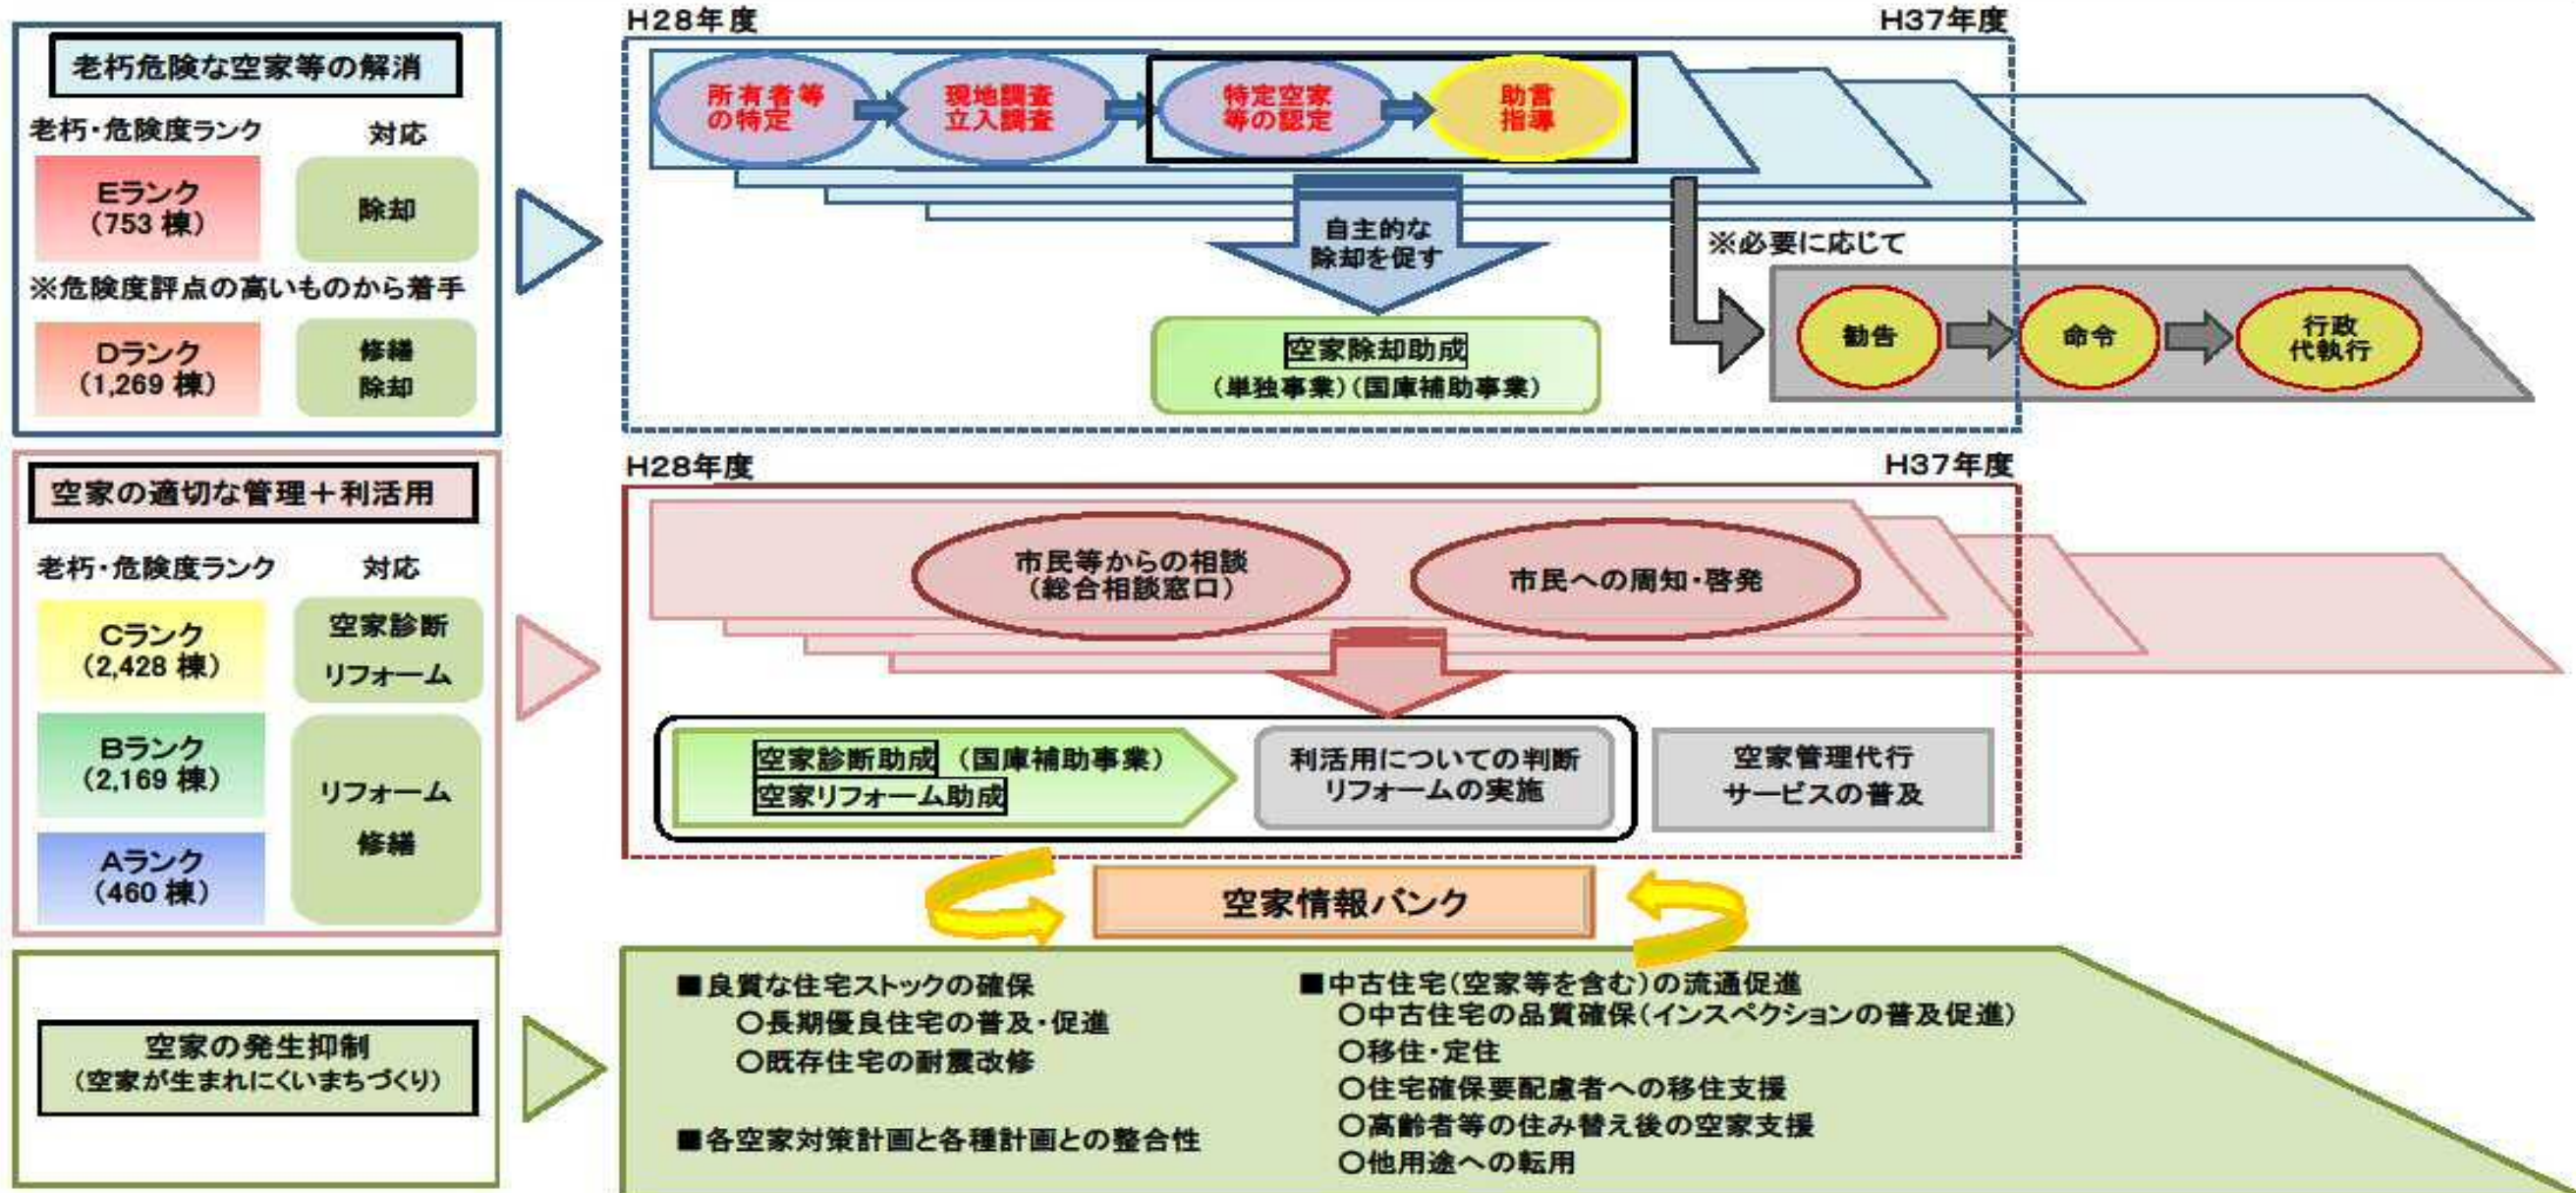 老朽危険な空家等の解消
老朽・危険度ランク
対応
Eランク
(753 棟)
除却
※危険度評点の高いものから着手
Dランク
(1,269 棟)
修繕
除却
H28年度
H37年度
所有者等
の特定
現地調査
立入調査
特定空家
等の認定
助言
指導
自主的な
除却を促す
空家除却助成
(単独事業)(国庫補助事業)
※必要に応じて
勧告
命令
行政
代執行
空家の適切な管理+利活用
老朽・危険度ランク
対応
Cランク
(2,428 棟)
空家診断
リフォーム
Bランク
(2,169 棟)
リフォーム
修繕
Aランク
(460 棟)
H28年度
H37年度
市民等からの相談
(総合相談窓口)
市民への周知・啓発
空家診断助成 (国庫補助事業)
空家リフォーム助成
利活用についての判断
リフォームの実施
空家管理代行
サービスの普及
空家情報バンク
空家の発生抑制
(空家が生まれにくいまちづくり)
■良質な住宅ストックの確保
○長期優良住宅の普及・促進
○既存住宅の耐震改修
■各空家対策計画と各種計画との整合性
■中古住宅(空家等を含む)の流通促進
○中古住宅の品質確保(インスペクションの普及促進)
○移住・定住
○住宅確保要配慮者への移住支援
○高齢者等の住み替え後の空家支援
○他用途への転用